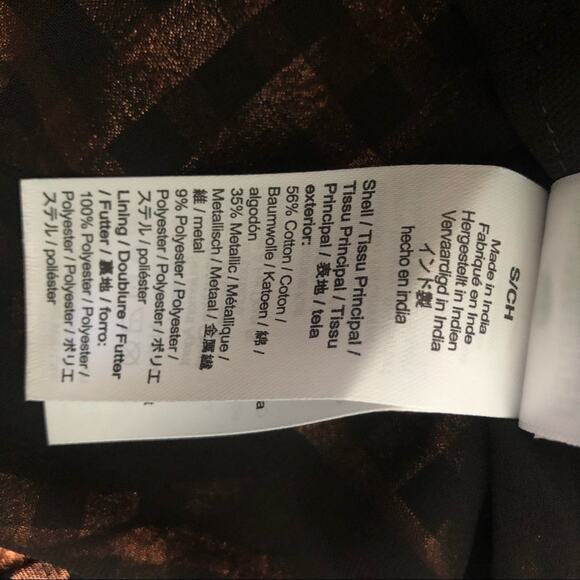 S/CH
Made in India
Fabriqué en Inde
Hergestellt in Indien
Vervaardigd in India
インド製
hecho en india
Shell / Tissu Principal /
Tissu Principal / Tissu
Principal / 表地 / tela
exterior:
56% Cotton / Coton /
Baumwolle / Katoen / 綿 /
algodón
35% Metallic / Métallique /
Metallisch / Metaal / 金属繊
維 / metal
9% Polyester / Polyester /
Polyester / Polyester / ポリエ
ステル / poliéster
Lining / Doublure / Futter
/ Futter / 裏地 / forro:
100% Polyester / Polyester /
Polyester / Polyester / ポリエ
ステル / poliéster